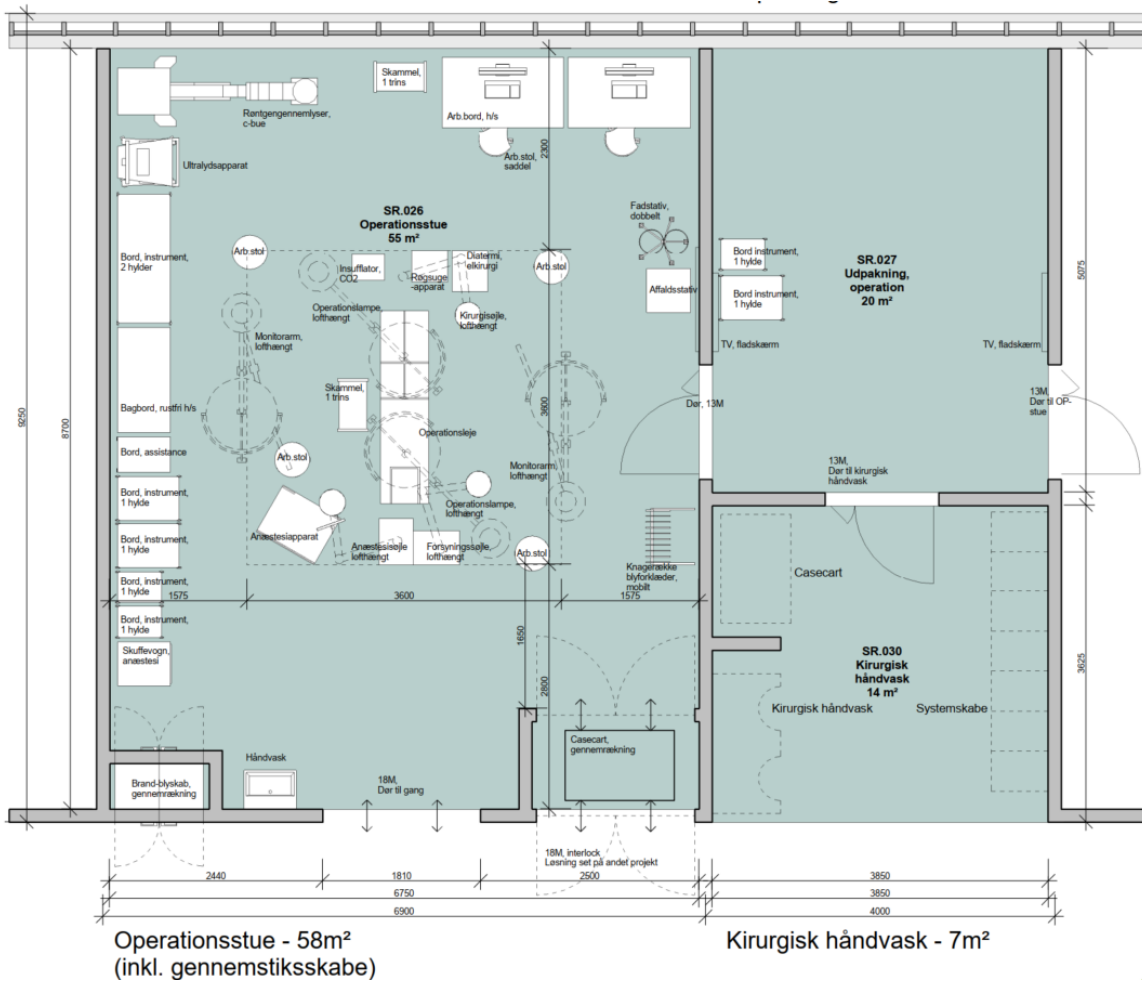 Skammel,
1 trins
Røntgengennemlyser,
c-bue
Arb.bord, h/s
Ultralydsapparat
Arb.stol,
saddel
2300
SR.026
Operationsstue
55 m²
Fadstativ,
dobbelt
Bord, instrument,
2 hylder
Arb.stol
Insufflator,
CO2
Røgsuge
-apparat
Diatermi,
elkirurgi
Arb.stol
Affaldsstativ
Bord instrument,
1 hylde
Bord instrument,
1 hylde
SR.027
Udpakning,
operation
20 m²
5075
Operationslampe,
lofthængt
Kirurgisøjle,
lofthængt
Monitorarm,
lofthængt
TV, fladskærm
TV, fladskærm
Skammel,
1 trins
Bagbord, rustfri h/s
9250
8700
3600
Dør, 13M
13M,
Dør til OP-
stue
Operationsleje
Bord, assistance
Arb.stol
Monitorarm,
lofthængt
13M,
Dør til kirurgisk
håndvask
Bord, instrument,
1 hylde
Operationslampe,
lofthængt
Bord, instrument,
1 hylde
Anæstesiapparat
Anæstesisøjle
lofthængt
Forsyningssøjle,
lofthængt
Arb.stol
Knagerække
blyforklæder,
mobilt
Casecart
Bord, instrument,
1 hylde
1575
3600
1575
Bord, instrument,
1 hylde
1650
Skuffevogn,
anæstesi
2800
SR.030
Kirurgisk
håndvask
14 m²
3625
Kirurgisk håndvask
Systemskabe
Casecart,
gennemrækning
Håndvask
Brand-blyskab,
gennemrækning
18M,
Dør til gang
18M, interlock
Løsning set på andet projekt
2440
1810
2500
3850
6750
3850
6900
4000
Operationsstue - 58m²
(inkl. gennemstiksskabe)
Kirurgisk håndvask - 7m²